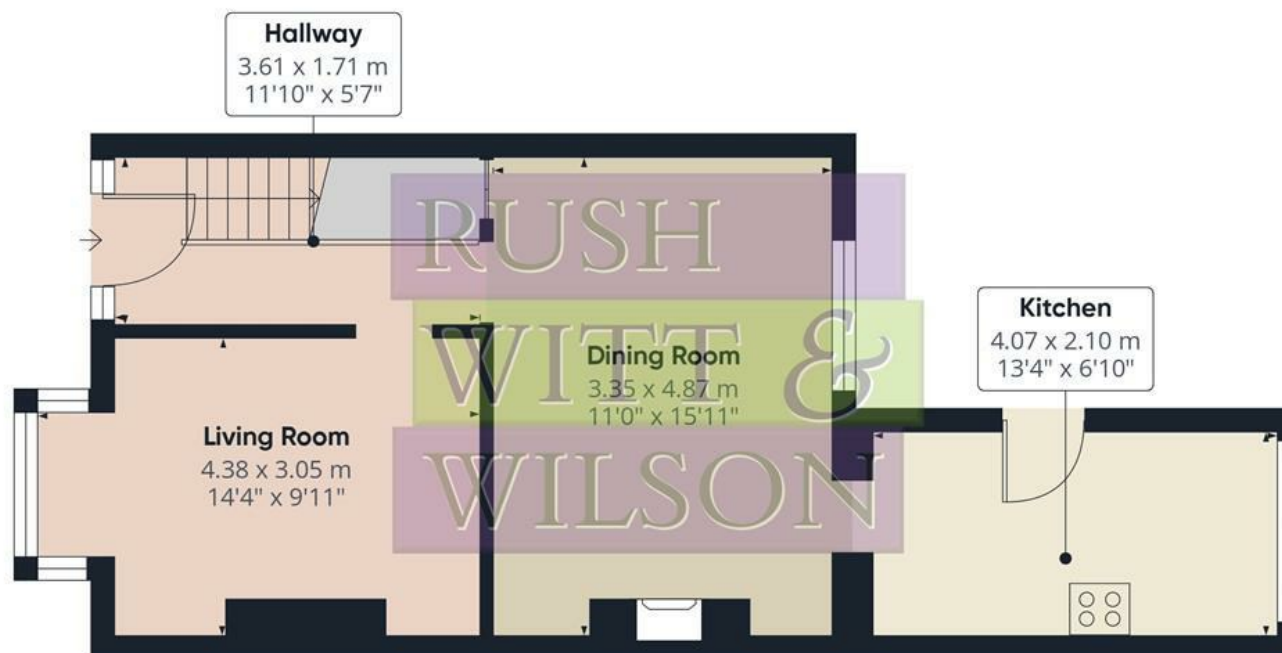 Hallway
3.61 x 1.71 m
11'10" x 5'7"
RUSH
WITT &
WILSON
Dining Room
3.35 x 4.87 m
11'0" x 15'11"
Kitchen
4.07 x 2.10 m
13'4" x 6'10"
Living Room
4.38 x 3.05 m
14'4" x 9'11"